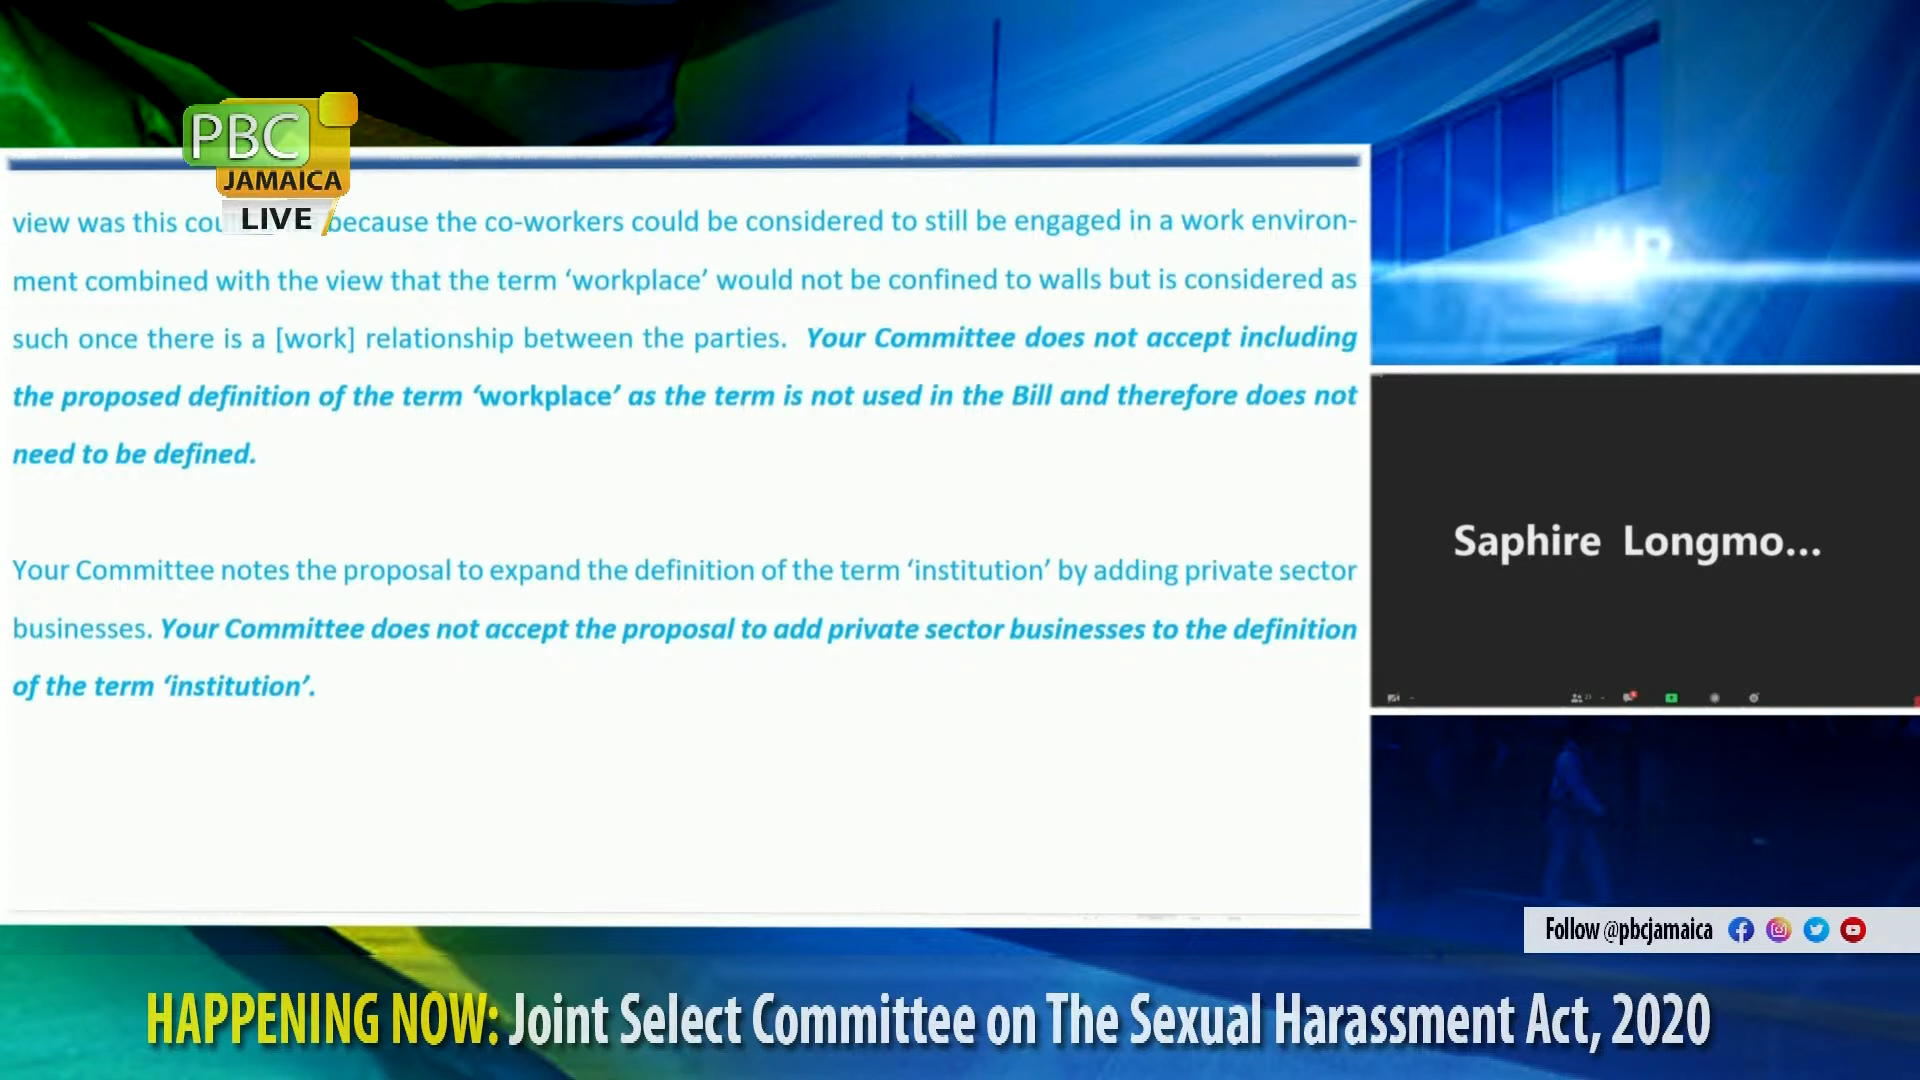 PBC
JAMAICA
LIVE
view was this cou because the co-workers could be considered to still be engaged in a work environ-
ment combined with the view that the term ‘workplace’ would not be confined to walls but is considered as
such once there is a [work] relationship between the parties. Your Committee does not accept including
the proposed definition of the term ‘workplace’ as the term is not used in the Bill and therefore does not
need to be defined.
Your Committee notes the proposal to expand the definition of the term ‘institution’ by adding private sector
businesses. Your Committee does not accept the proposal to add private sector businesses to the definition
of the term ‘institution’.
Saphire Longmo...
Follow @pbcjamaica
HAPPENING NOW: Joint Select Committee on The Sexual Harassment Act, 2020